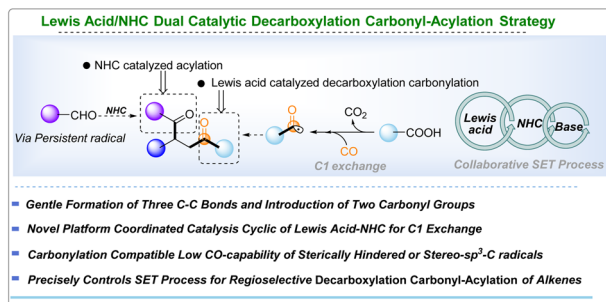 Lewis Acid/NHC Dual Catalytic Decarboxylation Carbonyl-Acylation Strategy
● NHC catalyzed acylation
● Lewis acid catalyzed decarboxylation carbonylation
CHO
NHC
Via Persistent radical
O
O
O
CO2
CO
C1 exchange
COOH
Lewis acid
NHC
Base
Collaborative SET Process
Gentle Formation of Three C-C Bonds and Introduction of Two Carbonyl Groups
Novel Platform Coordinated Catalysis Cyclic of Lewis Acid-NHC for C1 Exchange
Carbonylation Compatible Low CO-capability of Sterically Hindered or Stereo-sp3-C radicals
Precisely Controls SET Process for Regioselective Decarboxylation Carbonyl-Acylation of Alkenes